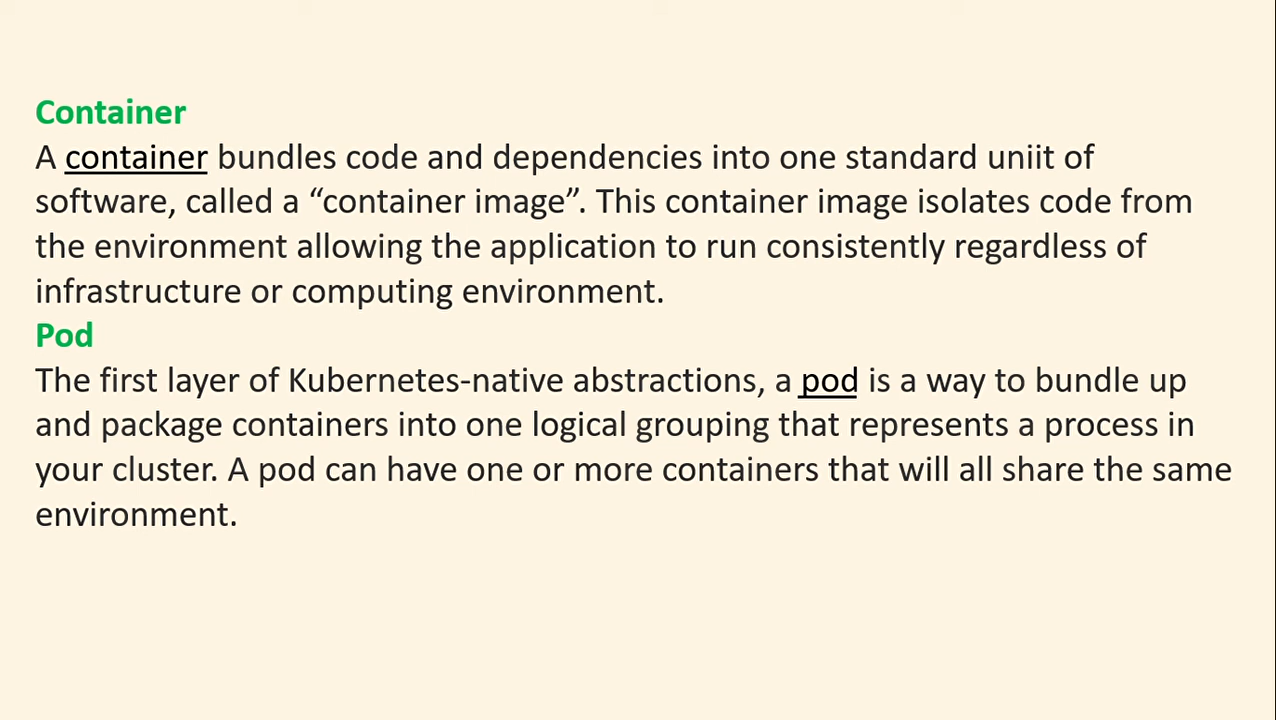 Container
A container bundles code and dependencies into one standard uniit of
software, called a “container image”. This container image isolates code from
the environment allowing the application to run consistently regardless of
infrastructure or computing environment.
Pod
The first layer of Kubernetes-native abstractions, a pod is a way to bundle up
and package containers into one logical grouping that represents a process in
your cluster. A pod can have one or more containers that will all share the same
environment.